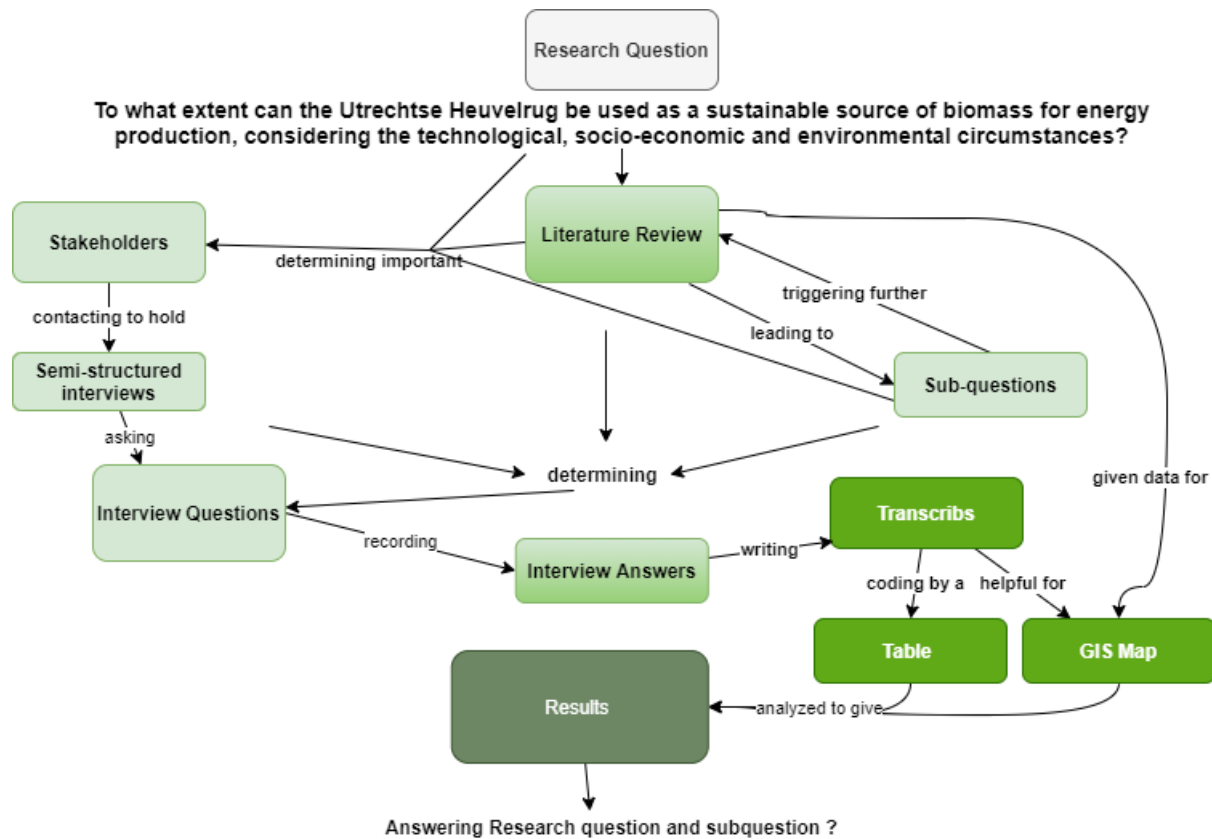 Research Question
To what extent can the Utrechtse Heuvelrug be used as a sustainable source of biomass for energy
production, considering the technological, socio-economic and environmental circumstances?
Stakeholders
Literature Review
determining important
triggering further
contacting to hold
leading to
Semi-structured
interviews
Sub-questions
asking
determining
given data for
Interview Questions
Transcribs
recording
writing
Interview Answers
coding by a
helpful for
Table
GIS Map
Results
analyzed to give
Answering Research question and subquestion ?